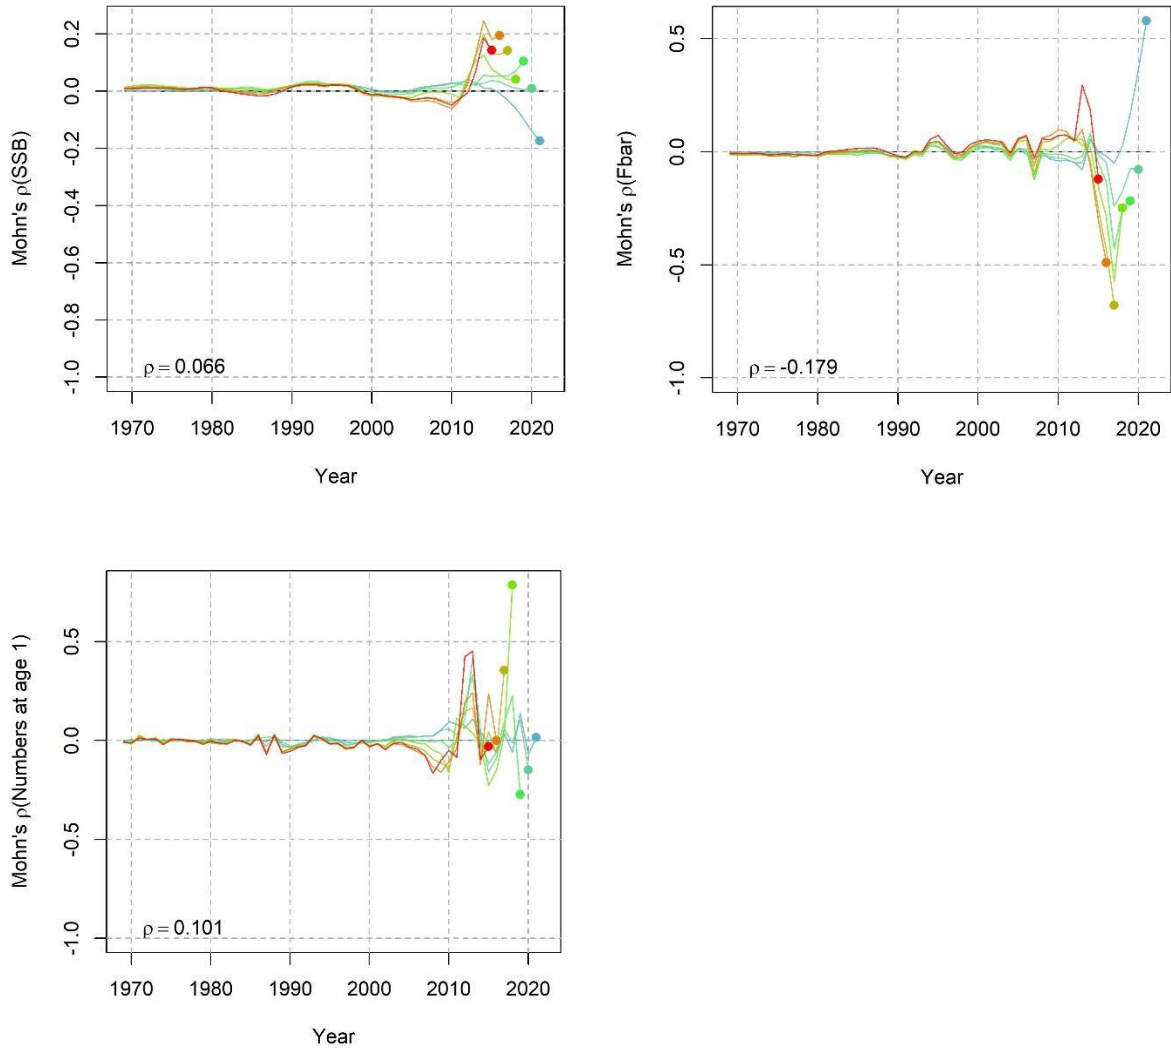 Mohn's ρ(SSB)
0.2
0.0
-0.2
-0.4
-0.6
-0.8
-1.0
ρ = 0.066
1970 1980 1990 2000 2010 2020
Year
Mohn's ρ(Fbar)
0.5
0.0
-0.5
-1.0
ρ = -0.179
1970 1980 1990 2000 2010 2020
Year
Mohn's ρ(Numbers at age 1)
0.5
0.0
-0.5
-1.0
ρ = 0.101
1970 1980 1990 2000 2010 2020
Year